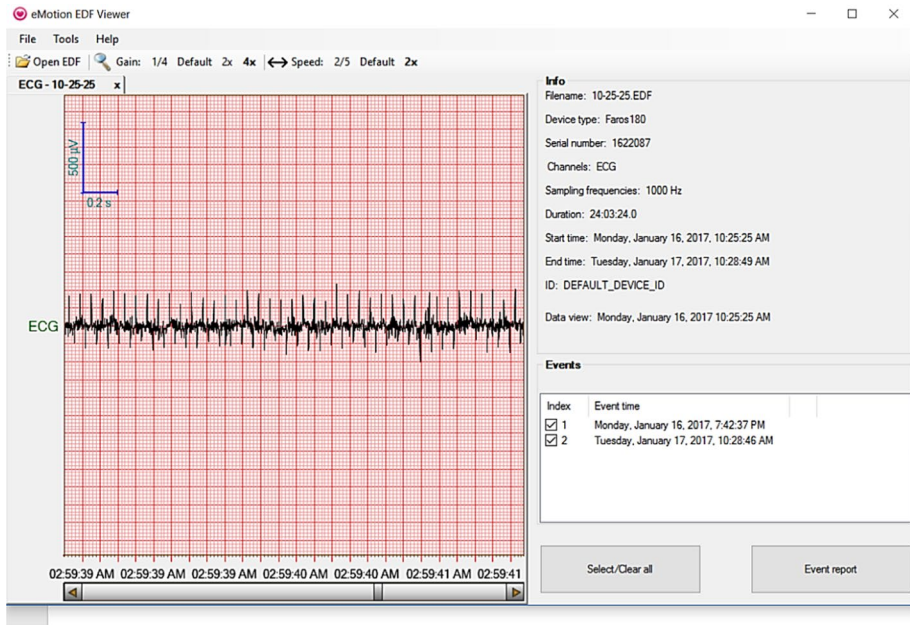 eMotion EDF Viewer
File Tools Help
Open EDF Gain: 1/4 Default 2x 4x Speed: 2/5 Default 2x
ECG - 10-25-25 x
500 µV
0.2 s
ECG
02:59:39 AM 02:59:39 AM 02:59:39 AM 02:59:40 AM 02:59:40 AM 02:59:41 AM 02:59:41
Info
Filename: 10-25-25.EDF
Device type: Faros180
Serial number: 1622087
Channels: ECG
Sampling frequencies: 1000 Hz
Duration: 24:03:24.0
Start time: Monday, January 16, 2017, 10:25:25 AM
End time: Tuesday, January 17, 2017, 10:28:49 AM
ID: DEFAULT_DEVICE_ID
Data view: Monday, January 16, 2017 10:25:25 AM
Events
Index Event time
1 Monday, January 16, 2017, 7:42:37 PM
2 Tuesday, January 17, 2017, 10:28:46 AM
Select/Clear all Event report